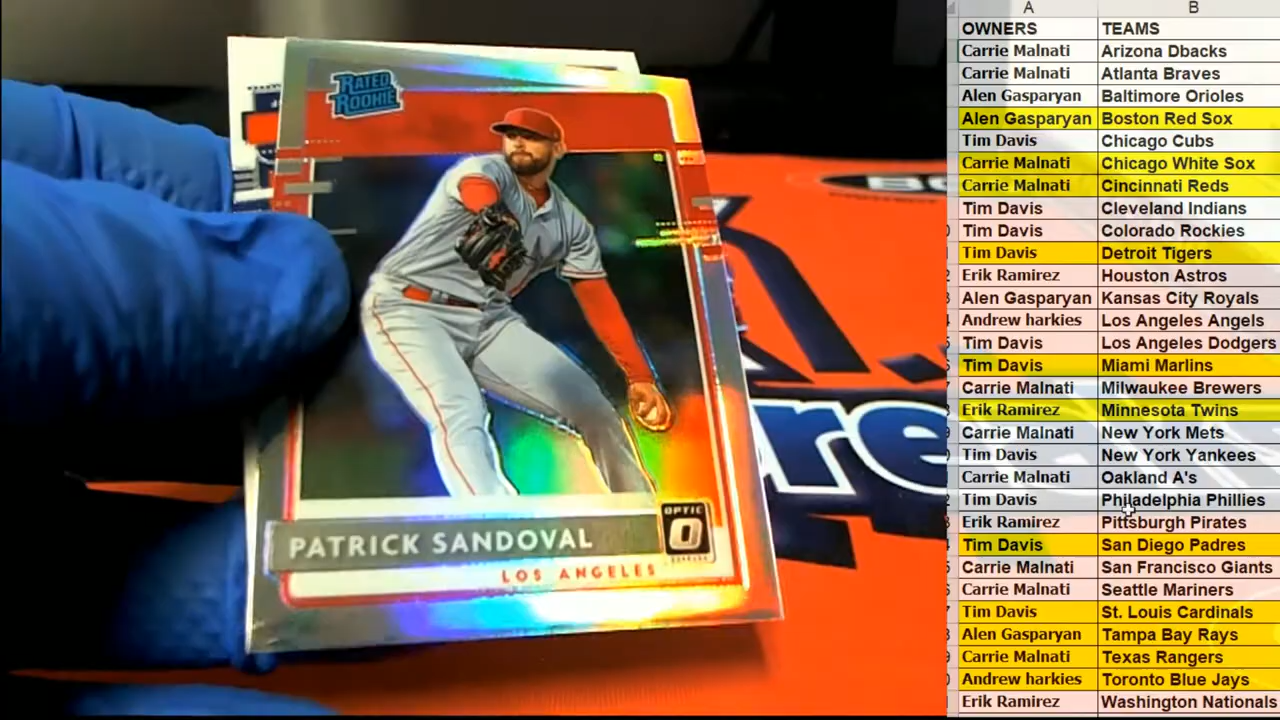 RATED
ROOKIE
PATRICK SANDOVAL
LOS ANGELES
OPTIC
A B
OWNERS TEAMS
Carrie Malnati Arizona Dbacks
Carrie Malnati Atlanta Braves
Alen Gasparyan Baltimore Orioles
Alen Gasparyan Boston Red Sox
Tim Davis Chicago Cubs
Carrie Malnati Chicago White Sox
Carrie Malnati Cincinnati Reds
Tim Davis Cleveland Indians
Tim Davis Colorado Rockies
Tim Davis Detroit Tigers
Erik Ramirez Houston Astros
Alen Gasparyan Kansas City Royals
Andrew harkies Los Angeles Angels
Tim Davis Los Angeles Dodgers
Tim Davis Miami Marlins
Carrie Malnati Milwaukee Brewers
Erik Ramirez Minnesota Twins
Carrie Malnati New York Mets
Tim Davis New York Yankees
Carrie Malnati Oakland A's
Tim Davis Philadelphia Phillies
Erik Ramirez Pittsburgh Pirates
Tim Davis San Diego Padres
Carrie Malnati San Francisco Giants
Carrie Malnati Seattle Mariners
Tim Davis St. Louis Cardinals
Alen Gasparyan Tampa Bay Rays
Carrie Malnati Texas Rangers
Andrew harkies Toronto Blue Jays
Erik Ramirez Washington Nationals